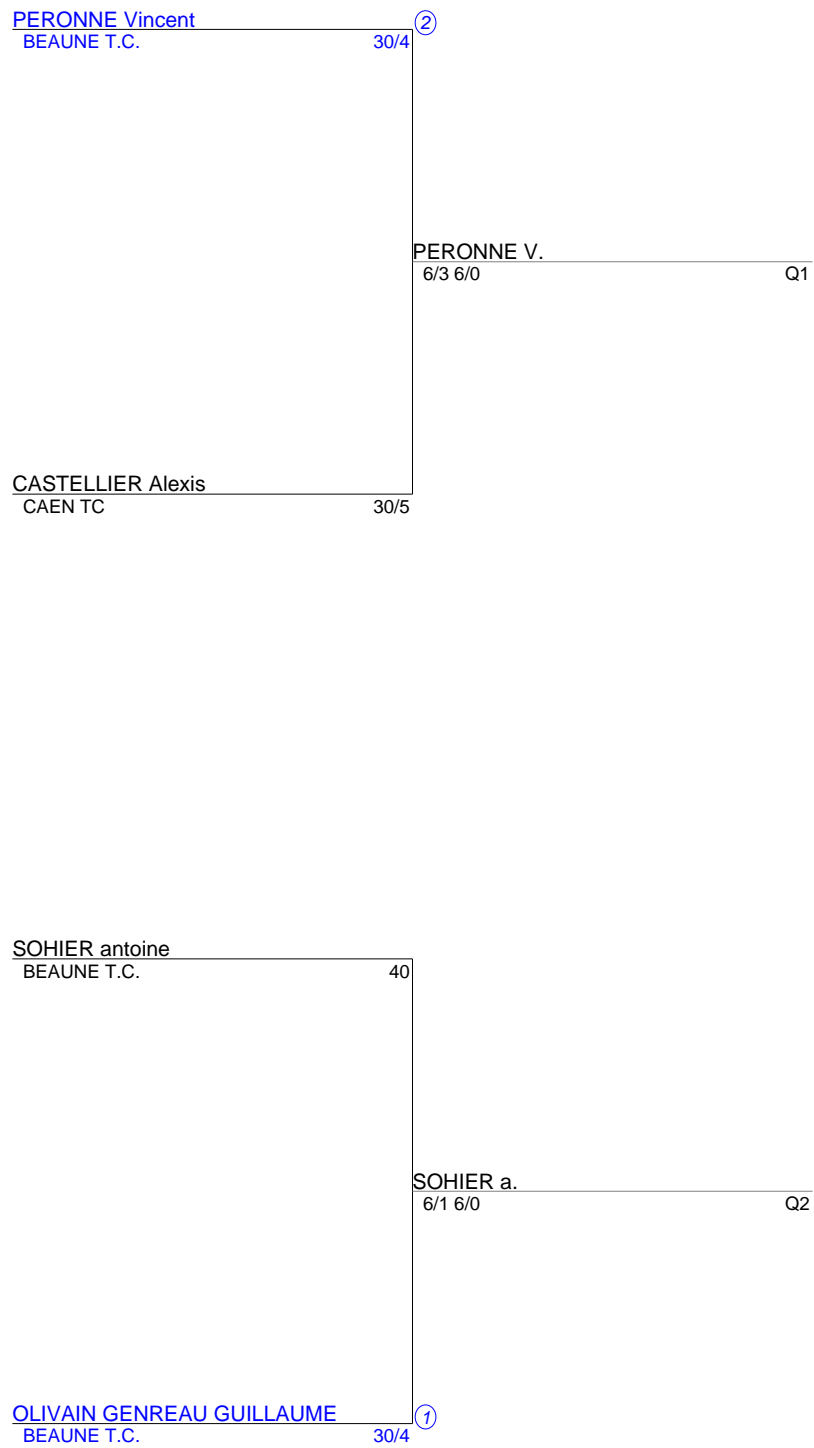 PERONNE Vincent 2
BEAUNE T.C. 30/4
PERONNE V.
6/3 6/0 Q1
CASTELLIER Alexis
CAEN TC 30/5
SOHIER antoine
BEAUNE T.C. 40
SOHIER a.
6/1 6/0 Q2
OLIVAIN GENREAU GUILLAUME 1
BEAUNE T.C. 30/4